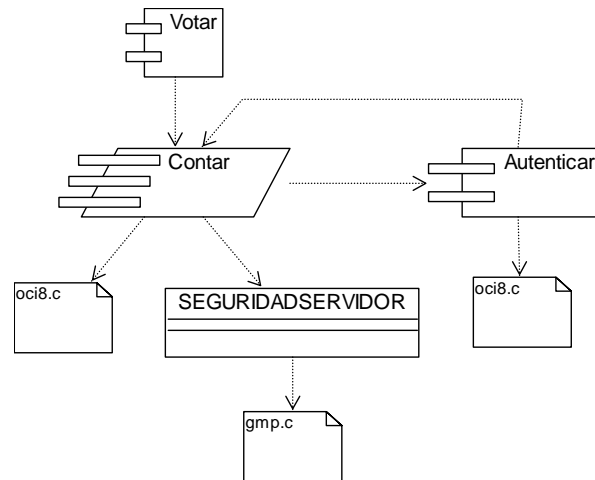 Votar
Contar
Autenticar
oci8.c
SEGURIDADSERVIDOR
oci8.c
gmp.c